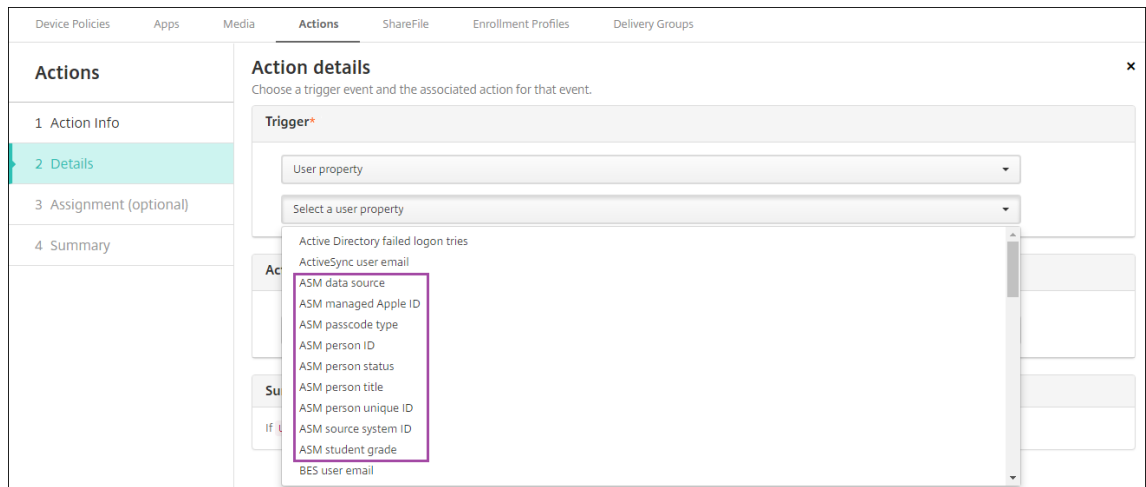 Device Policies Apps Media Actions ShareFile Enrollment Profiles Delivery Groups
Actions
1 Action Info
2 Details
3 Assignment (optional)
4 Summary
Action details
×
Choose a trigger event and the associated action for that event.
Trigger*
User property
Select a user property
Active Directory failed logon tries
ActiveSync user email
ASM data source
ASM managed Apple ID
ASM passcode type
ASM person ID
ASM person status
ASM person title
ASM person unique ID
ASM source system ID
ASM student grade
BES user email
Ac
Su
If